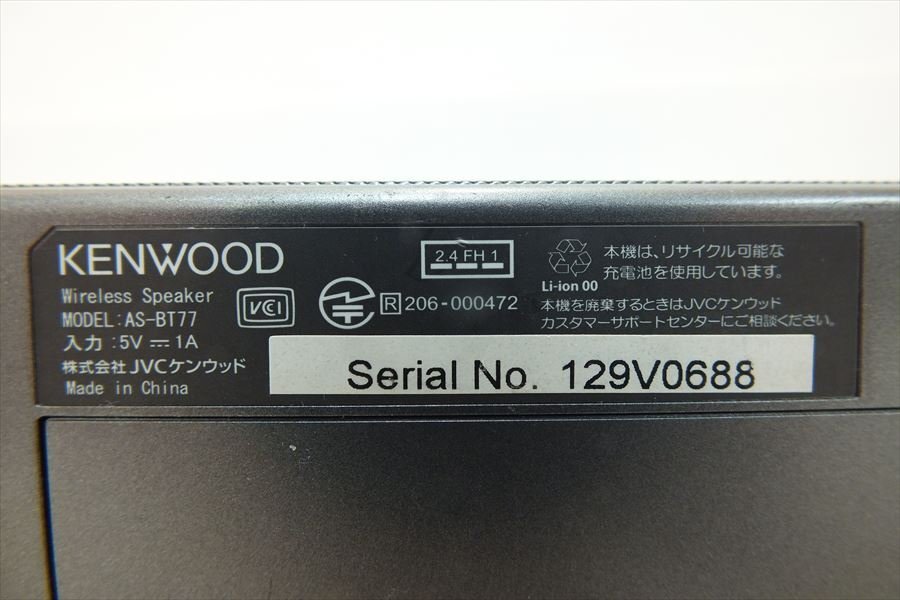 KENWOOD
Wireless Speaker
MODEL:AS-BT77
入力:5V⎓1A
株式会社 JVCケンウッド
Made in China
VCI
R 206-000472
2.4 FH 1
Li-ion 00
本機は、リサイクル可能な
充電池を使用しています。
本機を廃棄するときはJVCケンウッド
カスタマーサポートセンターにご相談ください。
Serial No. 129V0688